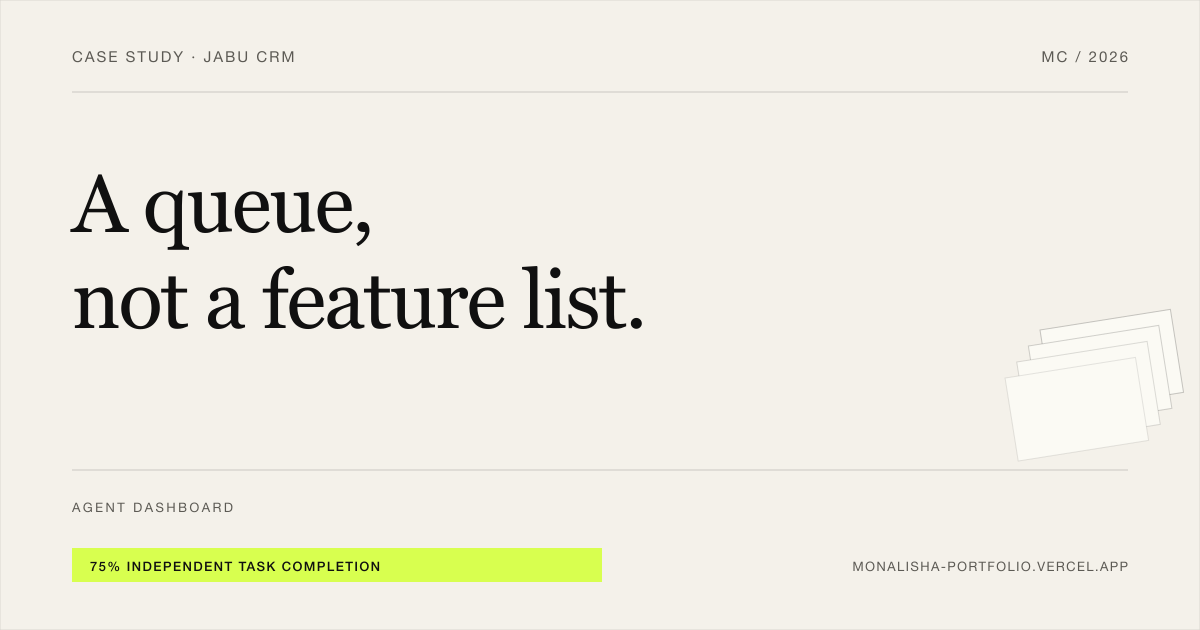 CASE STUDY · JABU CRM
MC / 2026
A queue,
not a feature list.
AGENT DASHBOARD
75% INDEPENDENT TASK COMPLETION
MONALISHA-PORTFOLIO.VERCEL.APP